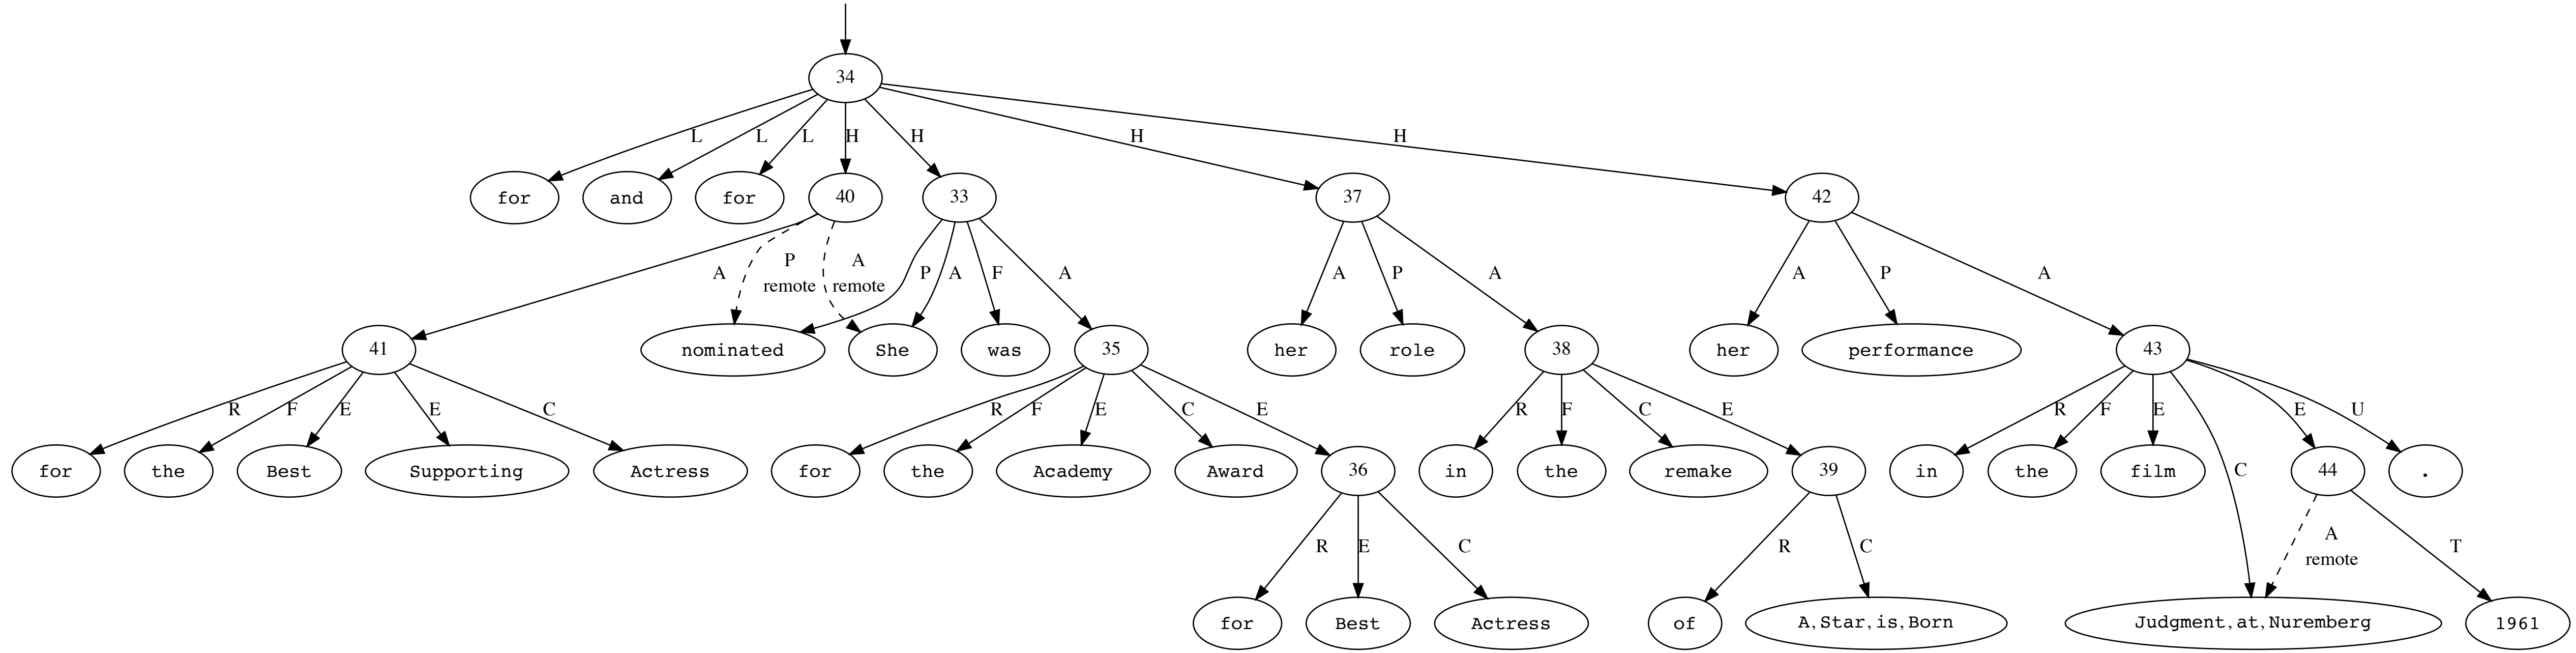 34
L L L H H H H
for and for 40 33 37 42
A P remote A remote P A F A A P A A P A
41 nominated She was 35 her role 38 her performance 43
R F E E C R F E C E R F C E R F E C E U
for the Best Supporting Actress for the Academy Award 36 in the remake 39 in the film 44 .
R E C R C A remote T
for Best Actress of A,Star,is,Born Judgment,at,Nuremberg 1961